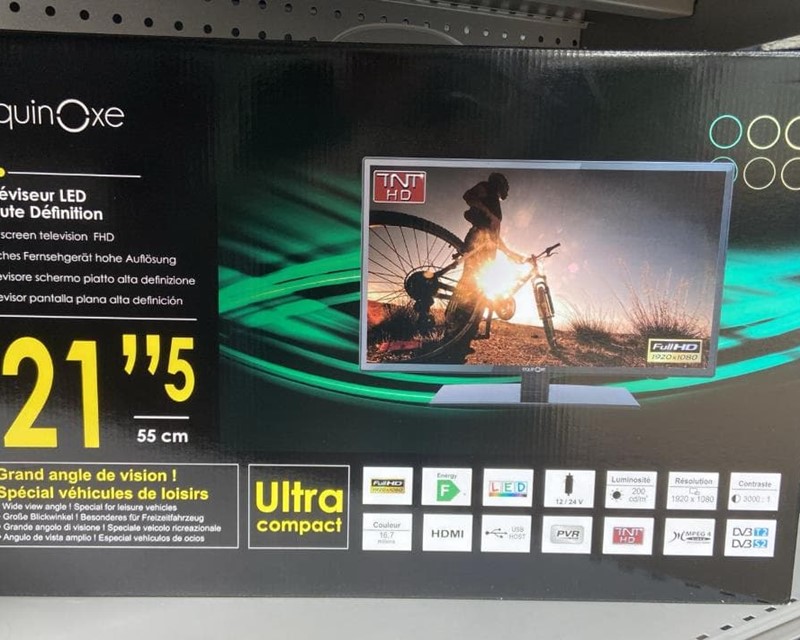 quinoxe
éviseur LED
ute Définition
screen television FHD
ches Fernsehgerät hohe Auflösung
evisore schermo piatto alta definizione
evisor pantalla plana alta definición
21"5
55 cm
Grand angle de vision !
Spécial véhicules de loisirs
Wide view angle ! Special for leisure vehicles
- Große Blickwinkel ! Besonderes für Freizeitfahrzeug
- Grande angolo di visione ! Speciale veicolo ricreazionale
- Angulo de vista amplio ! Especial vehículos de ocios
Ultra
compact
TNT
HD
Full HD
1920x1080
equinoxe
Full HD
1920x1080
Energy
F
LED
12 / 24 V
Luminosité
200
cd/m²
Résolution
1920 x 1080
Contraste
3000 : 1
Couleur
16,7
millions
HDMI
USB
HOST
PVR
TNT
HD
MPEG 4
DVB T2
DVB S2